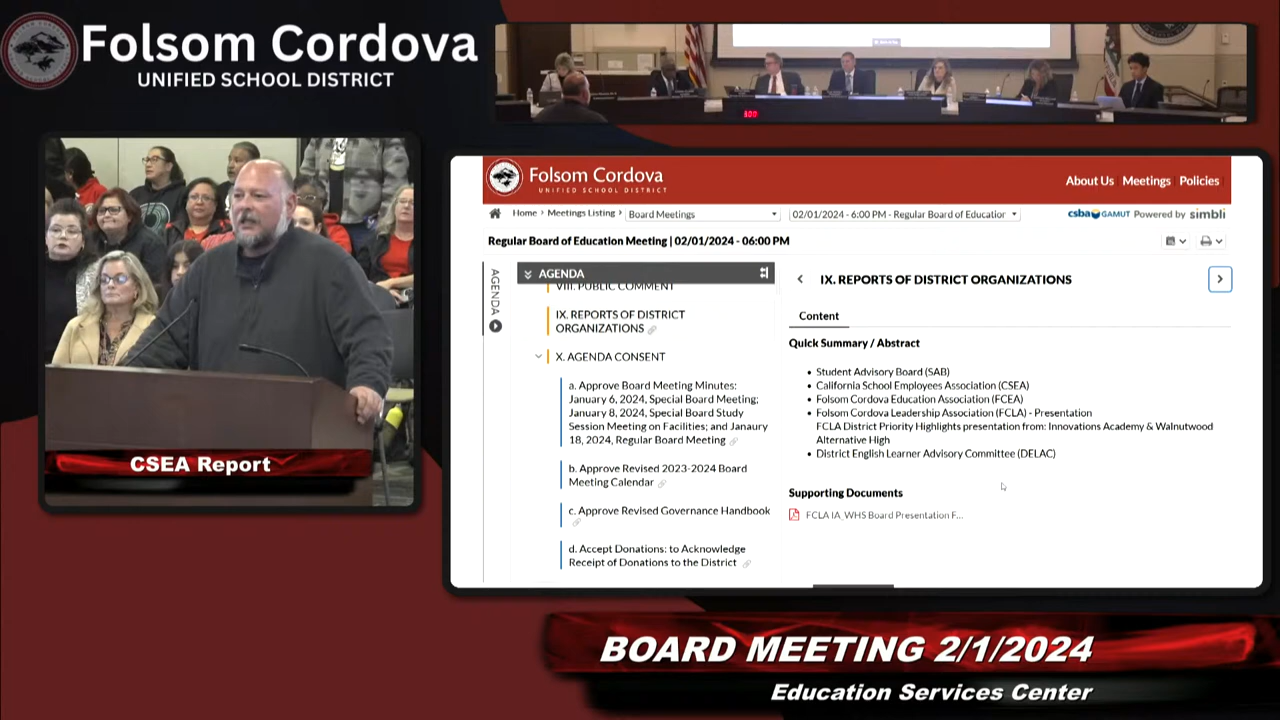 Folsom Cordova
UNIFIED SCHOOL DISTRICT
CSEA Report
Folsom Cordova
UNIFIED SCHOOL DISTRICT
About Us Meetings Policies
Home › Meetings Listing › Board Meetings
02/01/2024 - 6:00 PM - Regular Board of Education
csba GAMUT Powered by simbli
Regular Board of Education Meeting | 02/01/2024 - 06:00 PM
AGENDA
AGENDA
VIII. PUBLIC COMMENT
IX. REPORTS OF DISTRICT
ORGANIZATIONS
X. AGENDA CONSENT
a. Approve Board Meeting Minutes:
January 6, 2024, Special Board Meeting;
January 8, 2024, Special Board Study
Session Meeting on Facilities; and Janaury
18, 2024, Regular Board Meeting
b. Approve Revised 2023-2024 Board
Meeting Calendar
c. Approve Revised Governance Handbook
d. Accept Donations: to Acknowledge
Receipt of Donations to the District
IX. REPORTS OF DISTRICT ORGANIZATIONS
Content
Quick Summary / Abstract
• Student Advisory Board (SAB)
• California School Employees Association (CSEA)
• Folsom Cordova Education Association (FCEA)
• Folsom Cordova Leadership Association (FCLA) - Presentation
FCLA District Priority Highlights presentation from: Innovations Academy & Walnutwood
Alternative High
• District English Learner Advisory Committee (DELAC)
Supporting Documents
FCLA IA_WHS Board Presentation F...
BOARD MEETING 2/1/2024
Education Services Center